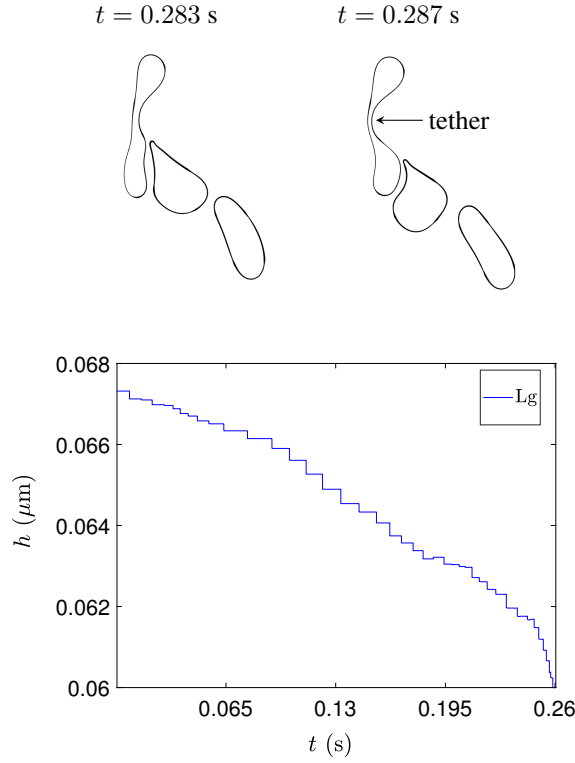 t = 0.283 s
t = 0.287 s
tether
0.068
0.066
0.064
0.062
0.06
h (μm)
Lg
0.065
0.13
0.195
0.26
t (s)